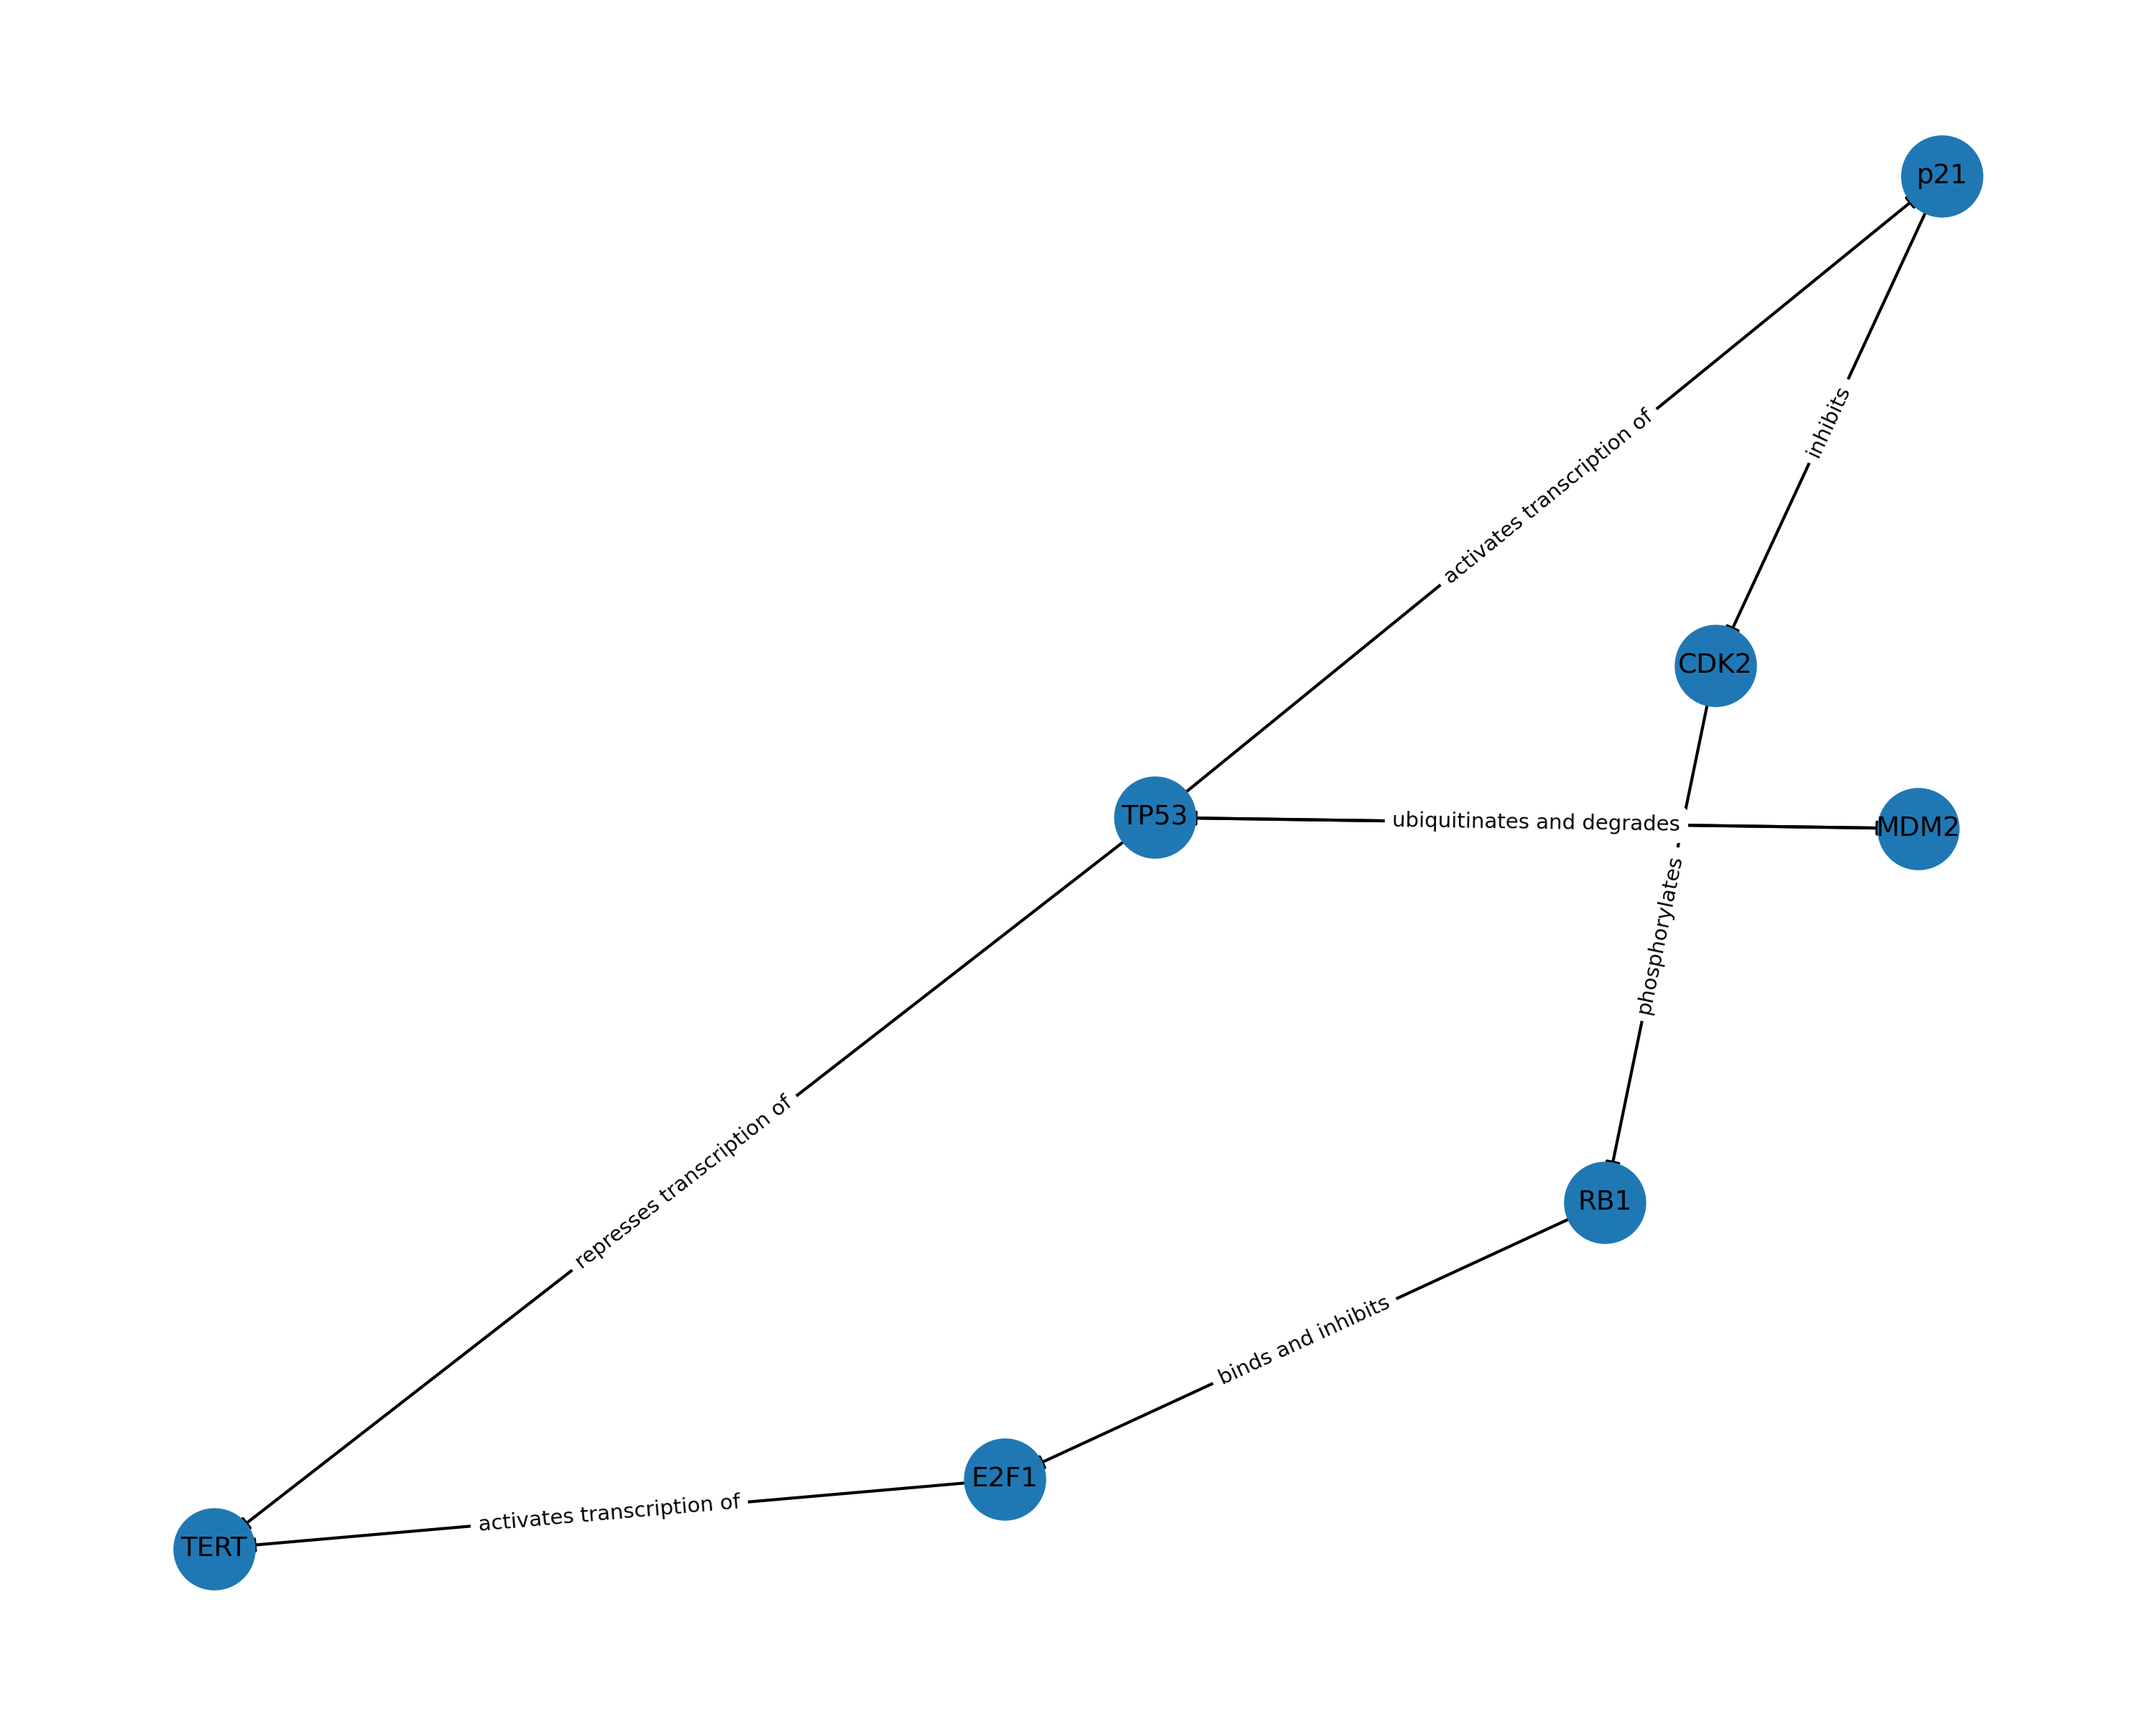 p21
activates transcription of
inhibits
CDK2
TP53
ubiquitinates and degrades
MDM2
phosphorylates
represses transcription of
RB1
binds and inhibits
E2F1
activates transcription of
TERT